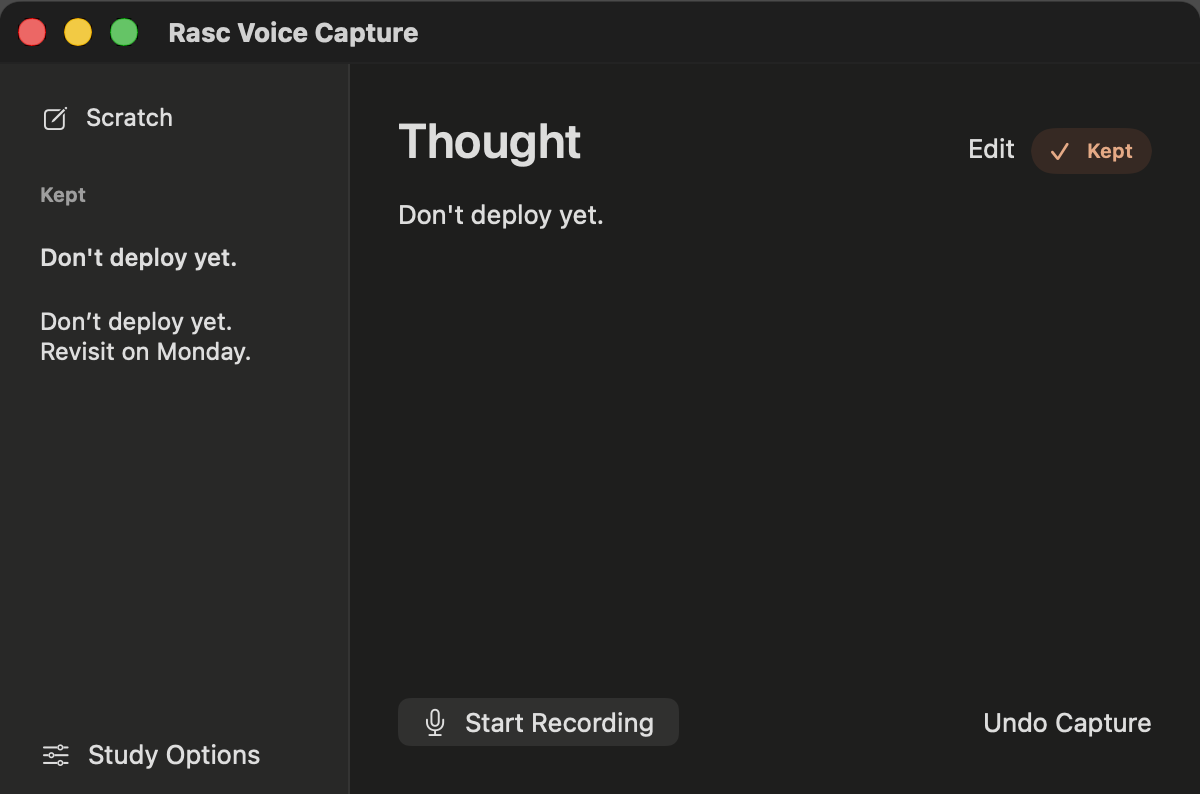 Rasc Voice Capture
Scratch
Kept
Don't deploy yet.
Don’t deploy yet.
Revisit on Monday.
Study Options
Thought
Edit
Kept
Don't deploy yet.
Start Recording
Undo Capture